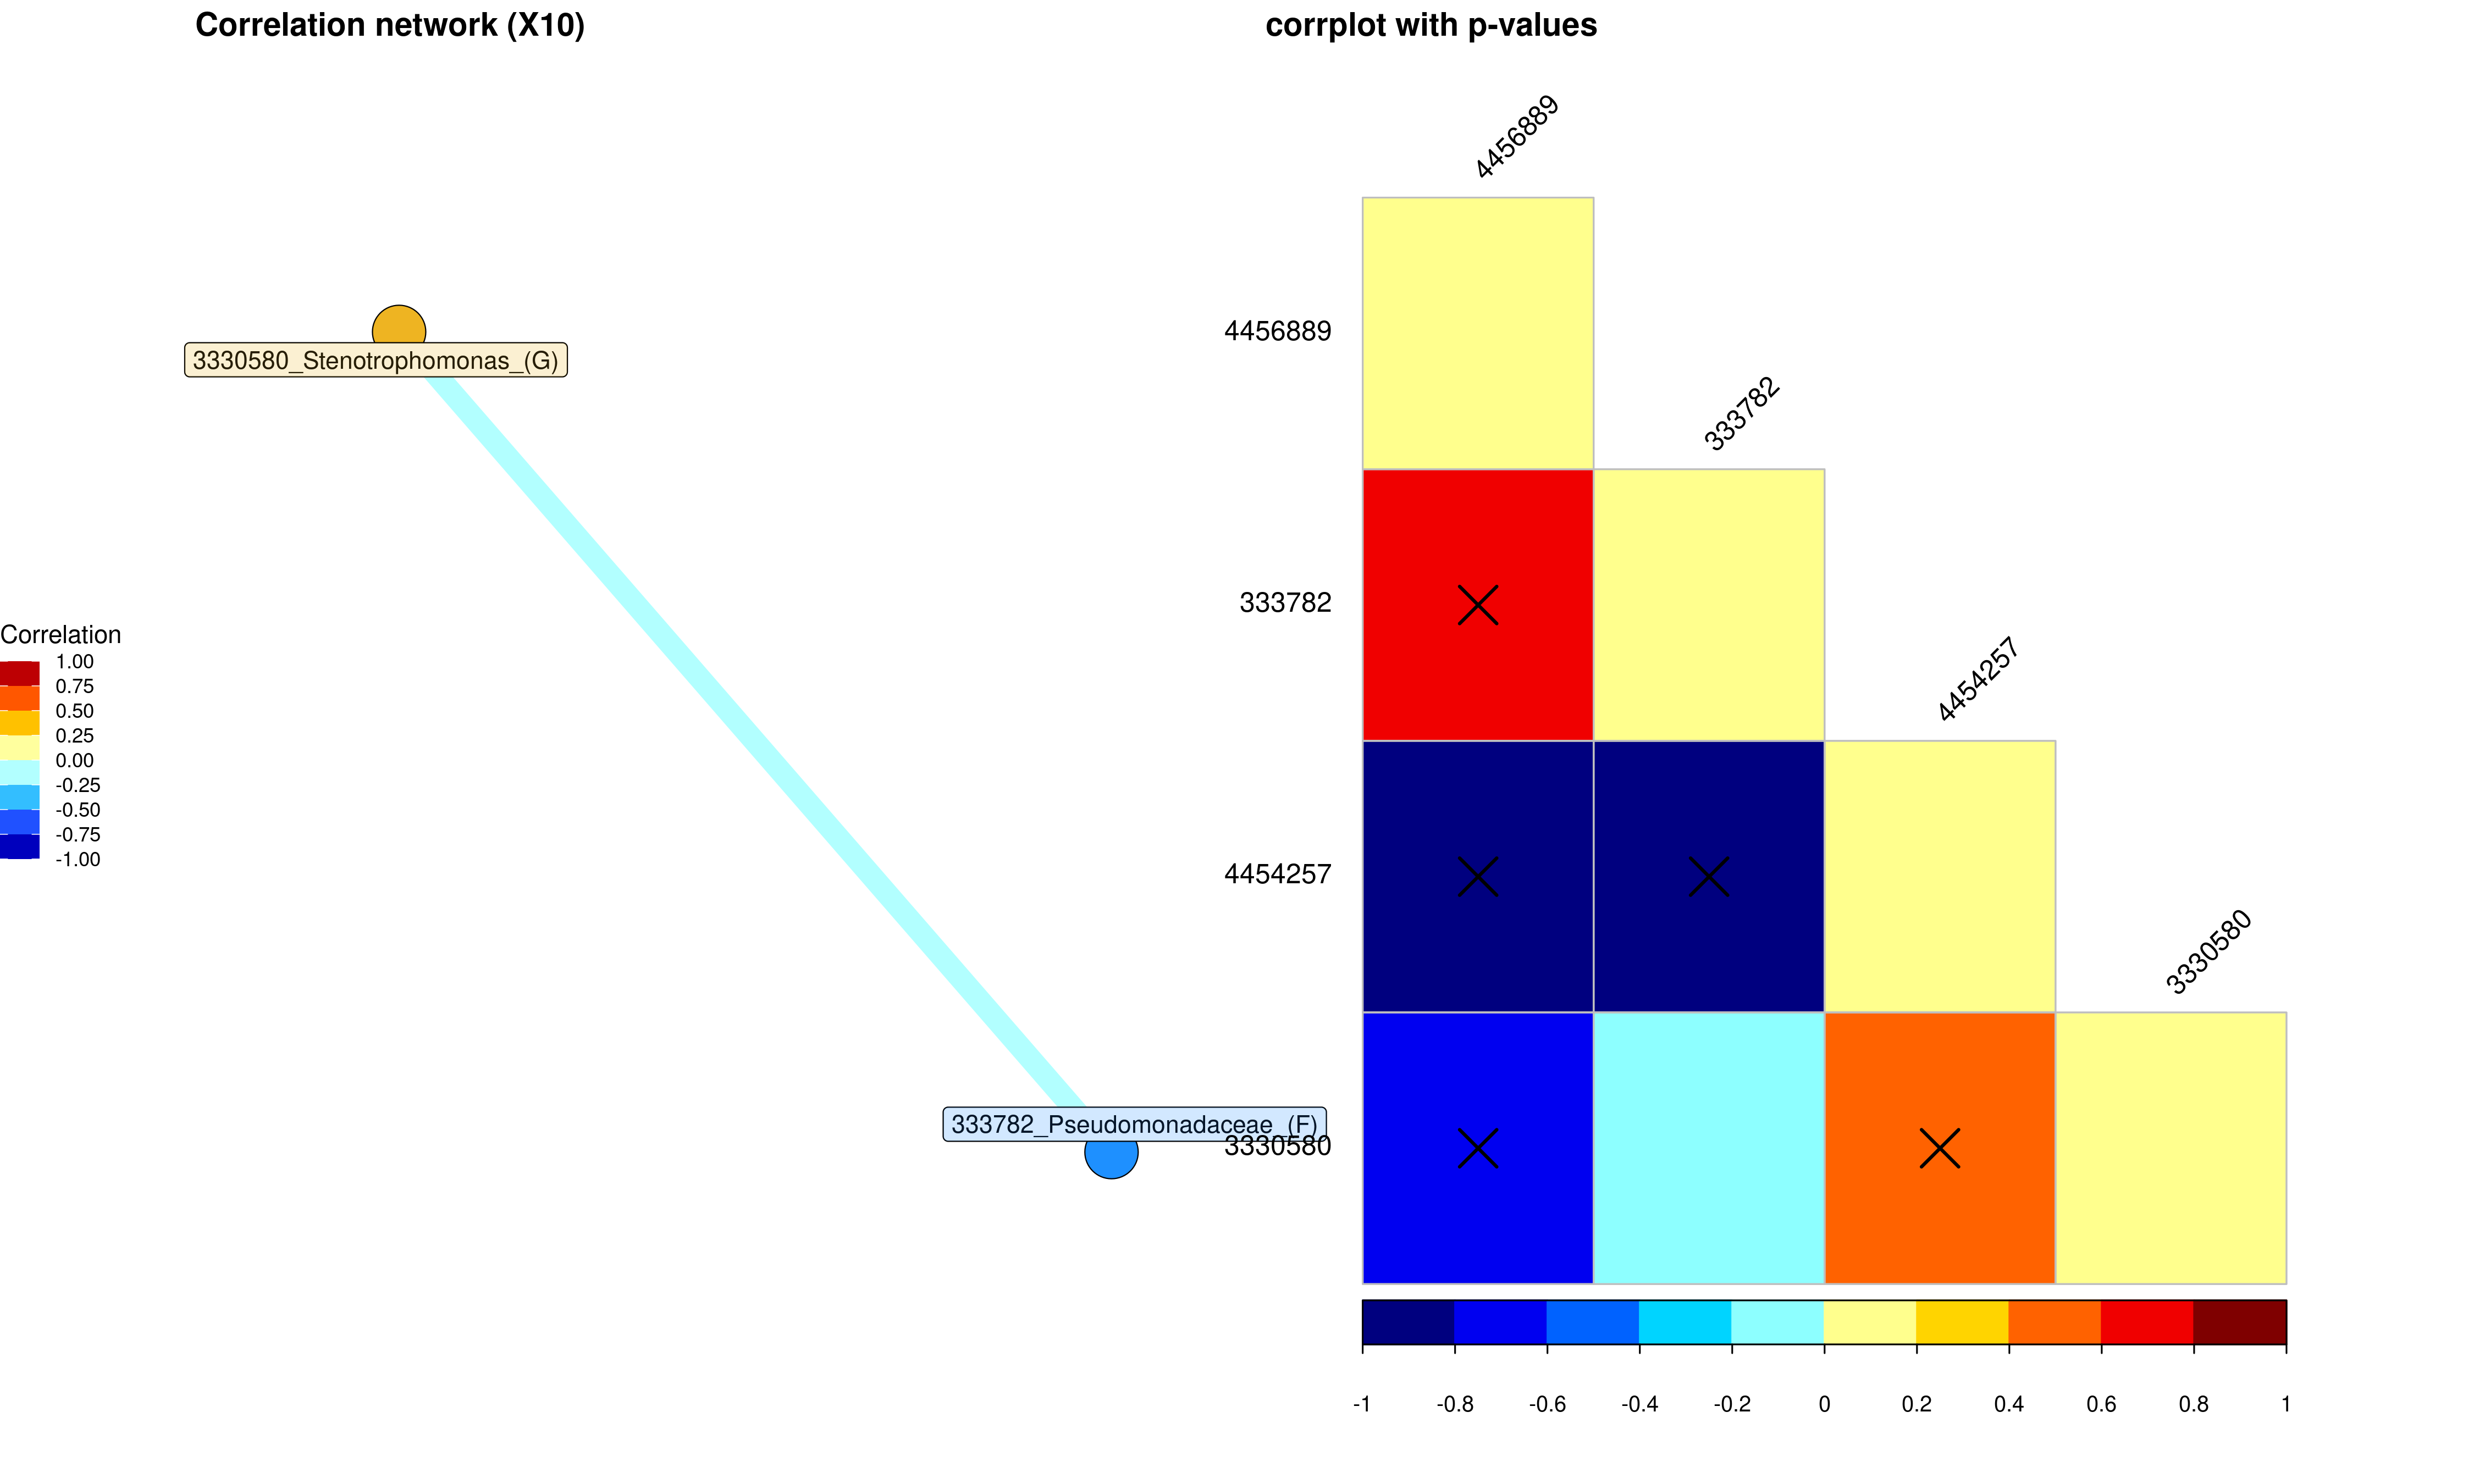 Correlation network (X10)
3330580_Stenotrophomonas_(G)
Correlation
1.00
0.75
0.50
0.25
0.00
-0.25
-0.50
-0.75
-1.00
333782_Pseudomonadaceae_(F)
corrplot with p-values
4456889
333782
4454257
3330580
4456889
333782
4454257
3330580
-1 -0.8 -0.6 -0.4 -0.2 0 0.2 0.4 0.6 0.8 1